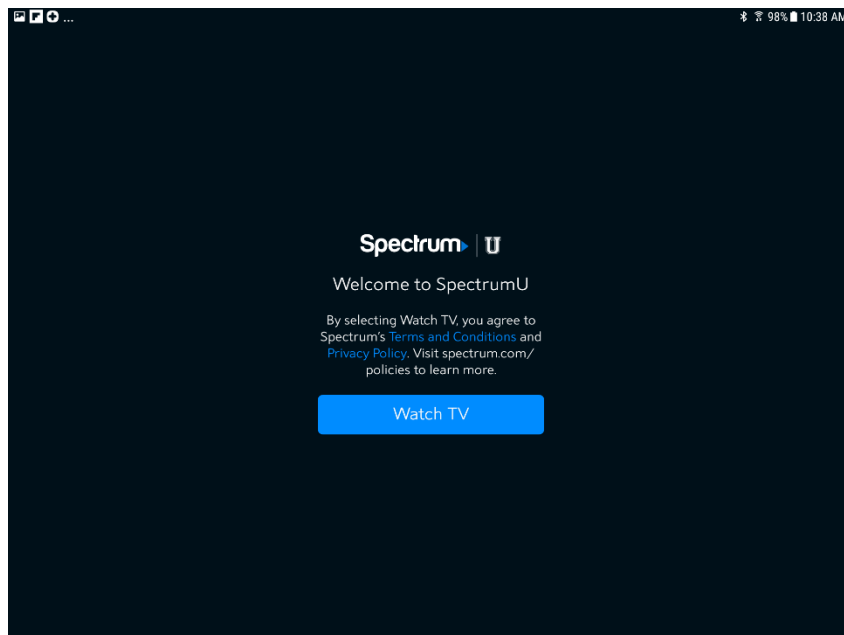 ... 98% 10:38 AM
Spectrum U
Welcome to SpectrumU
By selecting Watch TV, you agree to
Spectrum's Terms and Conditions and
Privacy Policy. Visit spectrum.com/
policies to learn more.
Watch TV